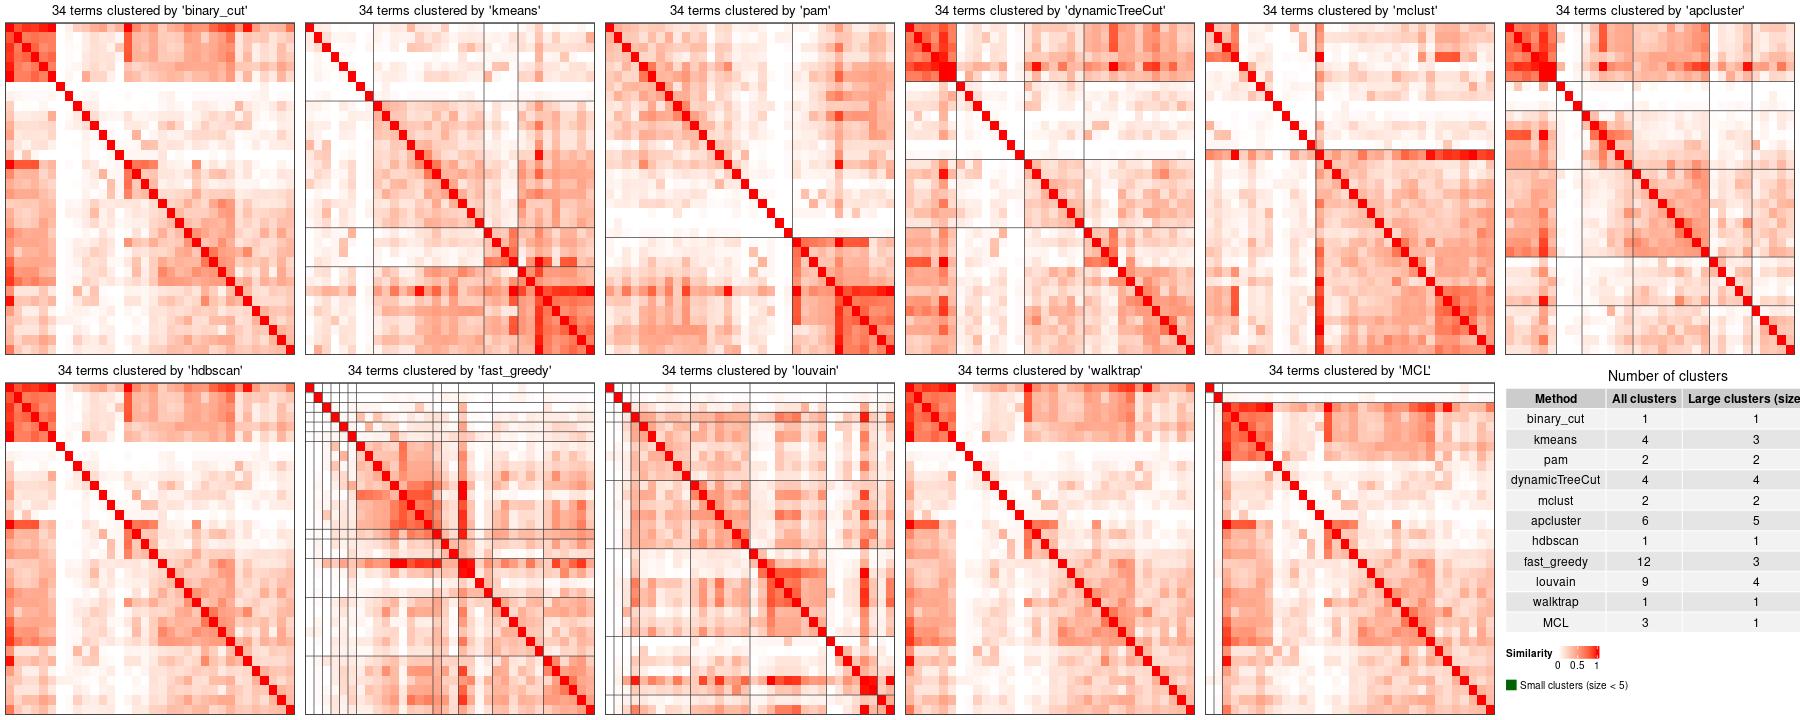 34 terms clustered by 'binary_cut'
34 terms clustered by 'kmeans'
34 terms clustered by 'pam'
34 terms clustered by 'dynamicTreeCut'
34 terms clustered by 'mclust'
34 terms clustered by 'apcluster'
34 terms clustered by 'hdbscan'
34 terms clustered by 'fast_greedy'
34 terms clustered by 'louvain'
34 terms clustered by 'walktrap'
34 terms clustered by 'MCL'
Number of clusters
Method All clusters Large clusters (size
binary_cut 1 1
kmeans 4 3
pam 2 2
dynamicTreeCut 4 4
mclust 2 2
apcluster 6 5
hdbscan 1 1
fast_greedy 12 3
louvain 9 4
walktrap 1 1
MCL 3 1
Similarity
0 0.5 1
Small clusters (size < 5)